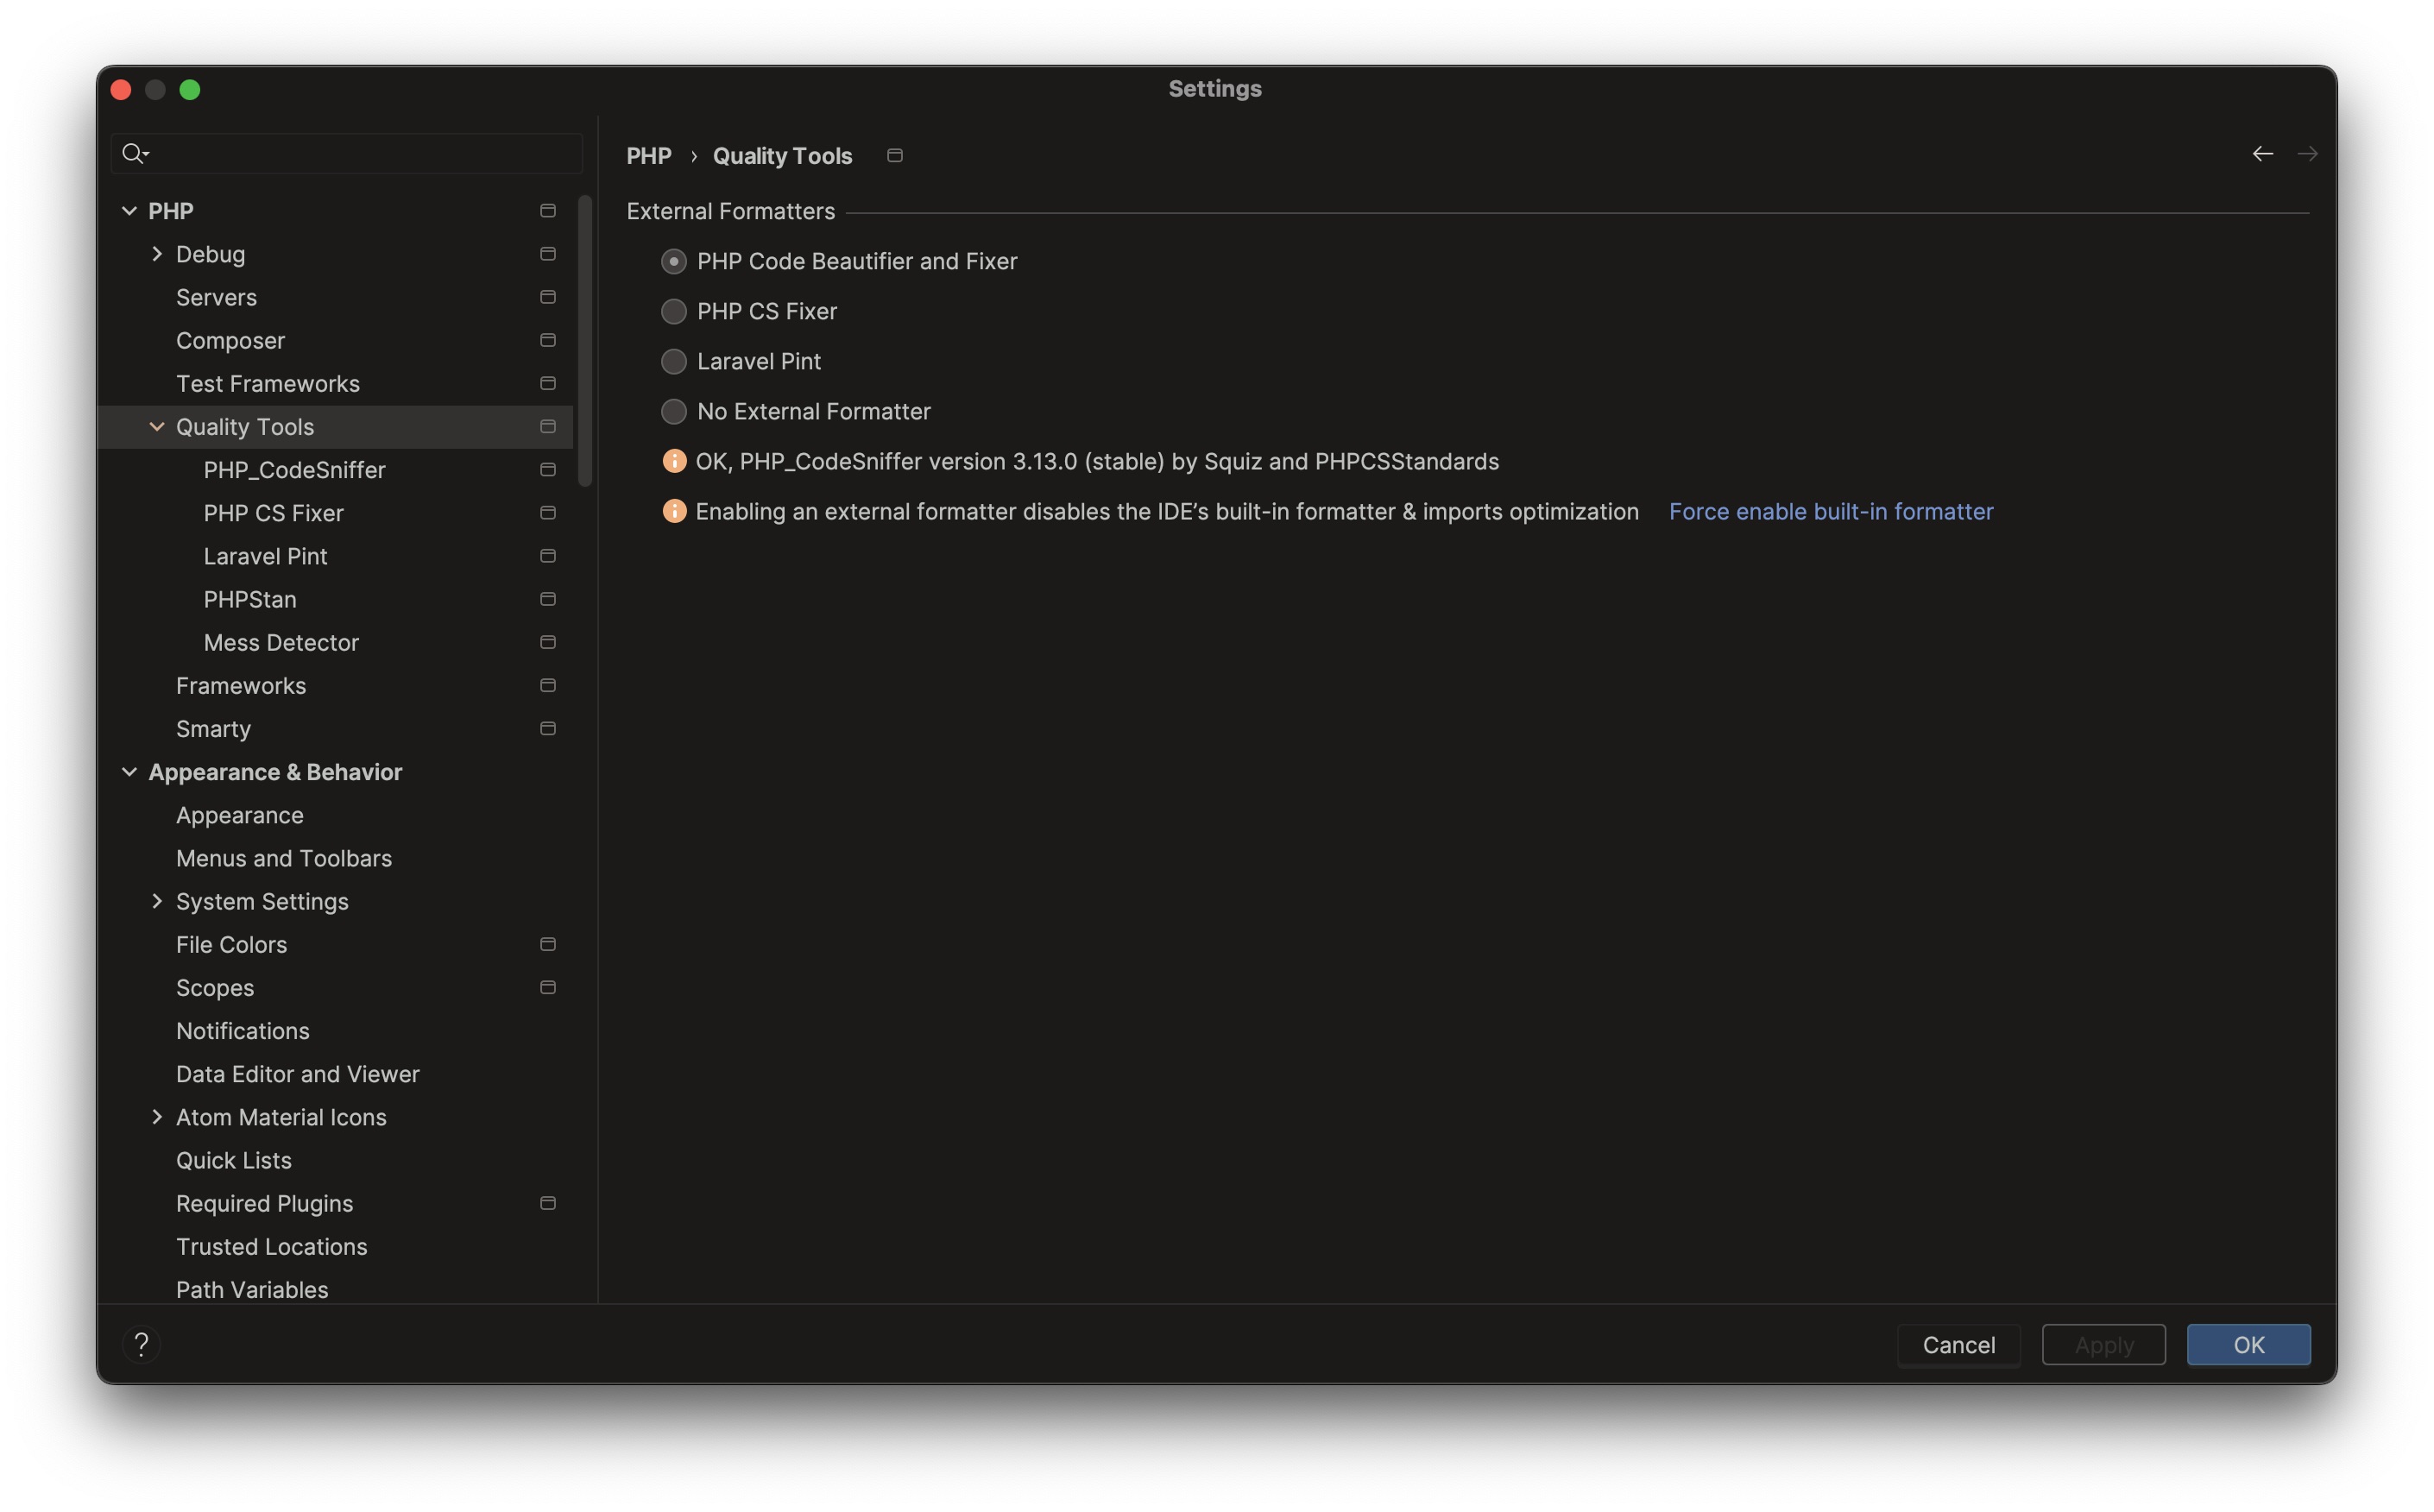 Settings
PHP
Debug
Servers
Composer
Test Frameworks
Quality Tools
PHP_CodeSniffer
PHP CS Fixer
Laravel Pint
PHPStan
Mess Detector
Frameworks
Smarty
Appearance & Behavior
Appearance
Menus and Toolbars
System Settings
File Colors
Scopes
Notifications
Data Editor and Viewer
Atom Material Icons
Quick Lists
Required Plugins
Trusted Locations
Path Variables
PHP › Quality Tools
External Formatters
PHP Code Beautifier and Fixer
PHP CS Fixer
Laravel Pint
No External Formatter
OK, PHP_CodeSniffer version 3.13.0 (stable) by Squiz and PHPCSStandards
Enabling an external formatter disables the IDE’s built-in formatter & imports optimization Force enable built-in formatter
?
Cancel Apply OK